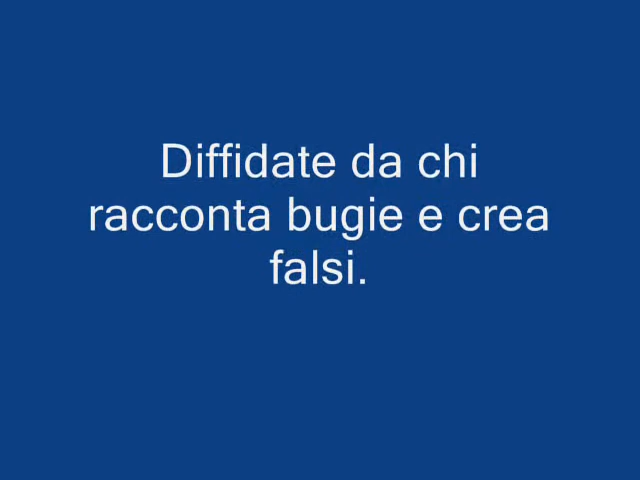 Diffidate da chi
racconta bugie e crea
falsi.